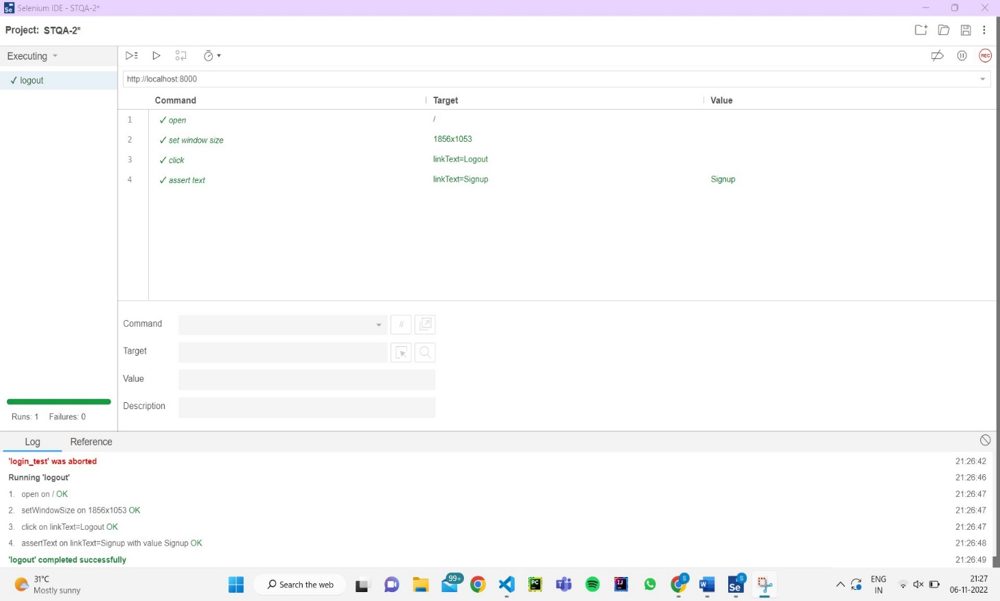 Selenium IDE - STQA-2*
Project: STQA-2*
Executing
REC
✓ logout
http://localhost:8000
Command Target Value
1 ✓ open /
2 ✓ set window size 1856x1053
3 ✓ click linkText=Logout
4 ✓ assert text linkText=Signup Signup
Command //
Target
Value
Description
Runs: 1 Failures: 0
Log Reference
'login_test' was aborted 21:26:42
Running 'logout' 21:26:46
1. open on / OK 21:26:47
2. setWindowSize on 1856x1053 OK 21:26:47
3. click on linkText=Logout OK 21:26:47
4. assertText on linkText=Signup with value Signup OK 21:26:48
'logout' completed successfully 21:26:49
31°C
Mostly sunny
Search the web
99+
PC
IJ
S
W
Se
S
ENG
IN
21:27
06-11-2022